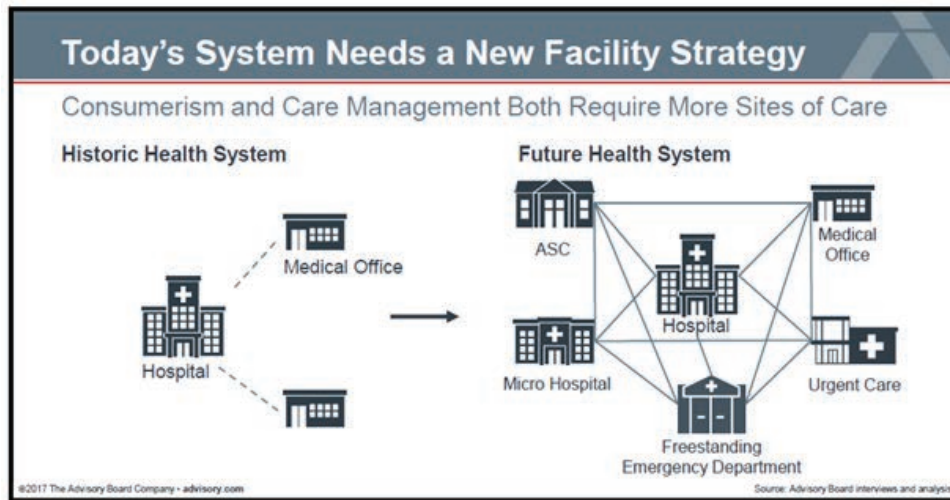 Today's System Needs a New Facility Strategy
Consumerism and Care Management Both Require More Sites of Care
Historic Health System
Medical Office
Hospital
Future Health System
ASC
Medical
Office
Hospital
Micro Hospital
Urgent Care
Freestanding
Emergency Department
©2017 The Advisory Board Company • advisory.com
Source: Advisory Board interviews and analysis